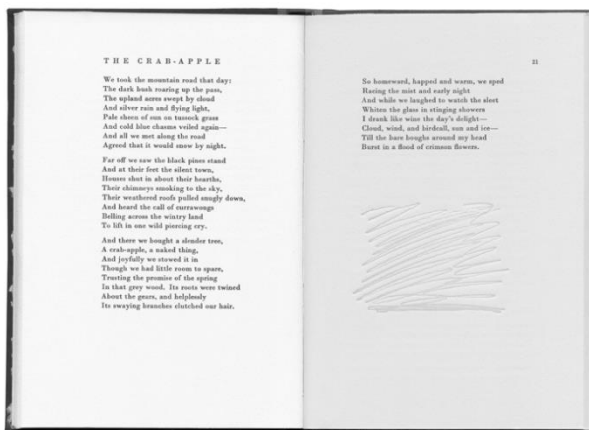 THE CRAB-APPLE
We took the mountain road that day:
The dark bush roaring up the pass,
The upland acres swept by cloud
And silver rain and flying light,
Pale sheen of sun on tussock grass
And cold blue chasms veiled again—
And all we met along the road
Agreed that it would snow by night.
Far off we saw the black pines stand
And at their feet the silent town,
Houses shut in about their hearths,
Their chimneys smoking to the sky,
Their weathered roofs pulled snugly down,
And heard the call of currawongs
Belling across the wintry land
To lift in one wild piercing cry.
And there we bought a slender tree,
A crab-apple, a naked thing,
And joyfully we stowed it in
Though we had little room to spare,
Trusting the promise of the spring
In that grey wood. Its roots were twined
About the gears, and helplessly
Its swaying branches clutched our hair.
11
So homeward, happed and warm, we sped
Racing the mist and early night
And while we laughed to watch the sleet
Whiten the glass in stinging showers
I drank like wine the day's delight—
Cloud, wind, and birdcall, sun and ice—
Till the bare boughs around my head
Burst in a flood of crimson flowers.